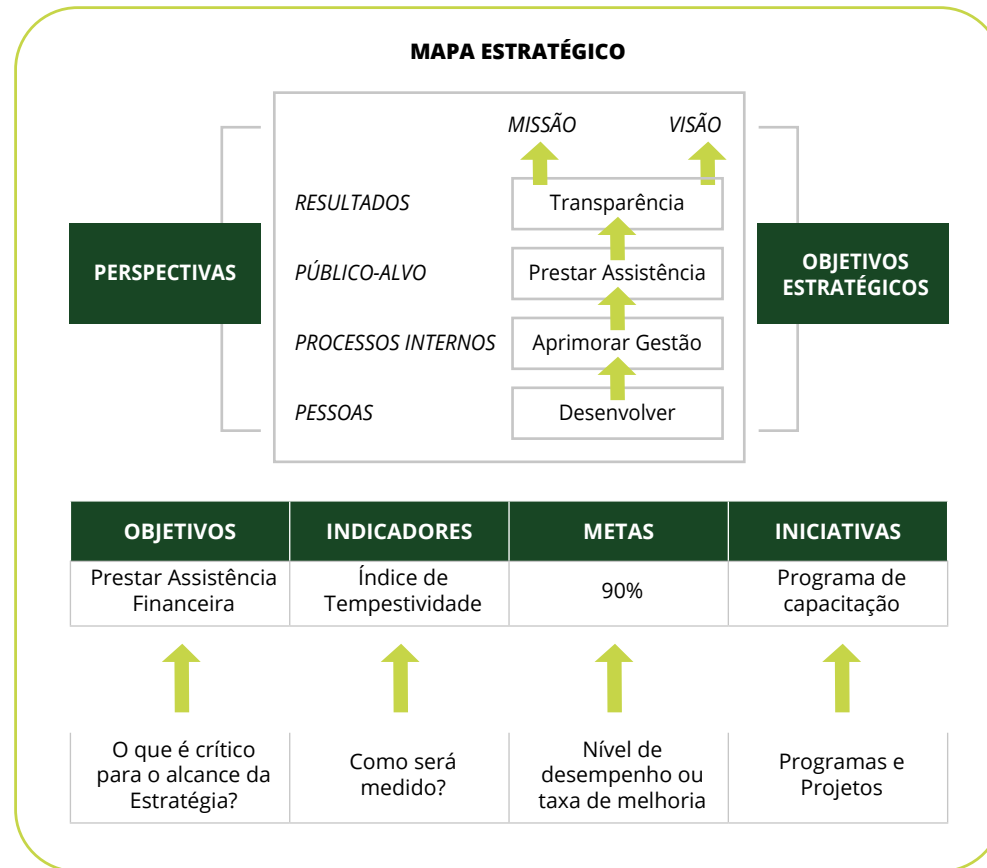 MAPA ESTRATÉGICO
MISSÃO VISÃO
RESULTADOS Transparência
PERSPECTIVAS
PÚBLICO-ALVO Prestar Assistência
OBJETIVOS
ESTRATÉGICOS
PROCESSOS INTERNOS Aprimorar Gestão
PESSOAS Desenvolver
OBJETIVOS INDICADORES METAS INICIATIVAS
Prestar Assistência
Financeira
Índice de
Tempestividade
90%
Programa de
capacitação
O que é crítico
para o alcance da
Estratégia?
Como será
medido?
Nível de
desempenho ou
taxa de melhoria
Programas e
Projetos